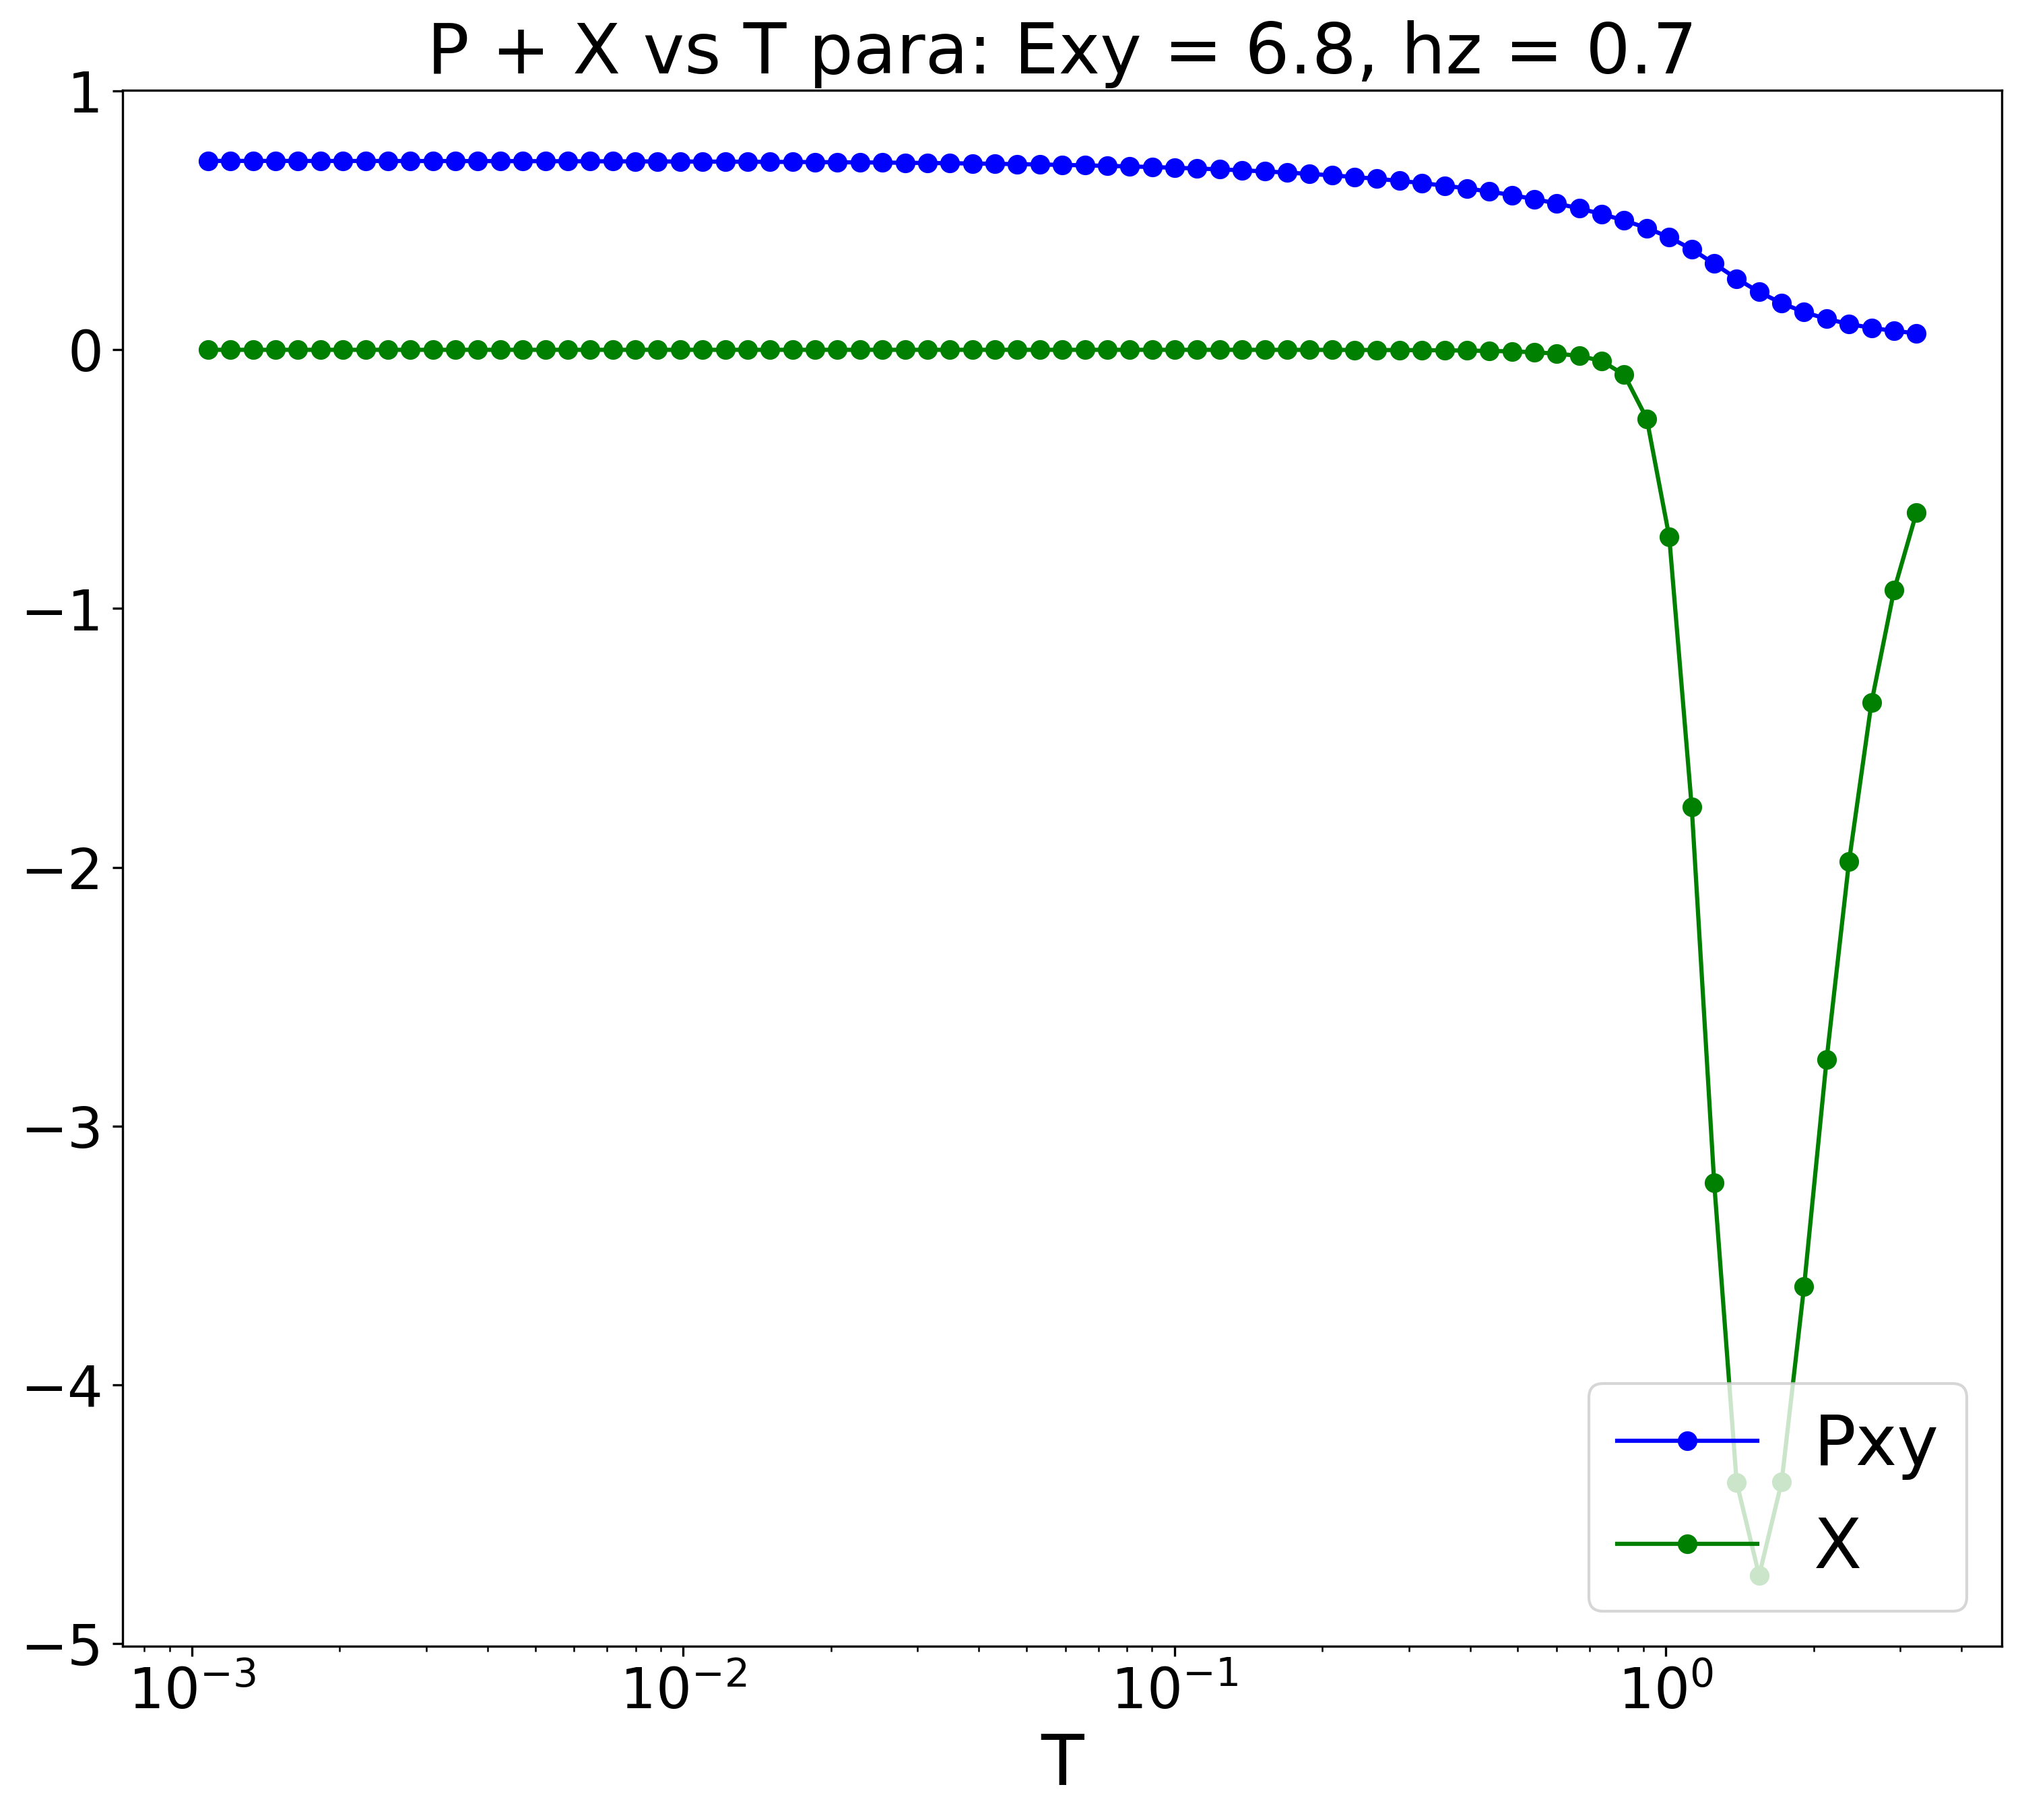 P + X vs T para: Exy = 6.8, hz = 0.7
1
0
−1
−2
−3
−4
−5
Pxy
X
10⁻³ 10⁻² 10⁻¹ 10⁰
T